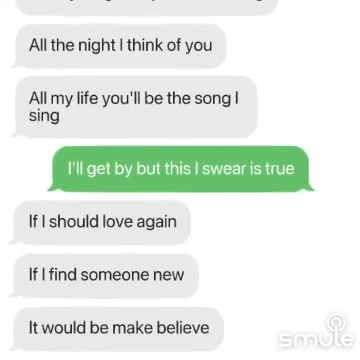 All the night I think of you
All my life you'll be the song I
sing
I'll get by but this I swear is true
If I should love again
If I find someone new
It would be make believe
smule